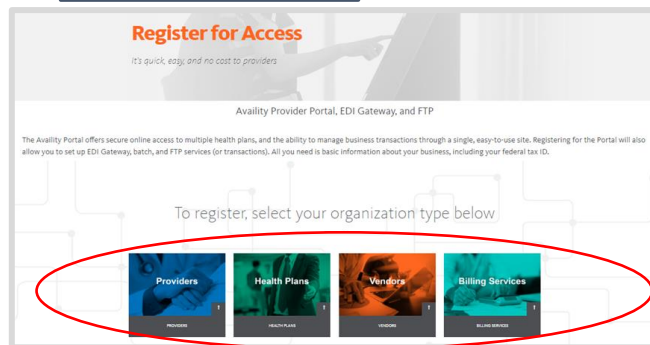 Register for Access
It's quick, easy, and no cost to providers
Availity Provider Portal, EDI Gateway, and FTP
The Availity Portal offers secure online access to multiple health plans, and the ability to manage business transactions through a single, easy-to-use site. Registering for the Portal will also
allow you to set up EDI Gateway, batch, and FTP services (or transactions). All you need is basic information about your business, including your federal tax ID.
To register, select your organization type below
Providers Health Plans Vendors Billing Services
PROVIDERS HEALTH PLANS VENDORS BILLING SERVICES